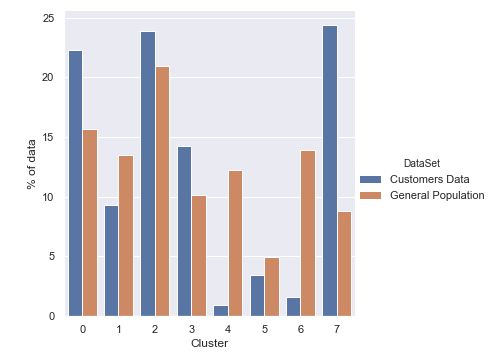 25
20
15
10
5
0
% of data
0 1 2 3 4 5 6 7
Cluster
DataSet
Customers Data
General Population